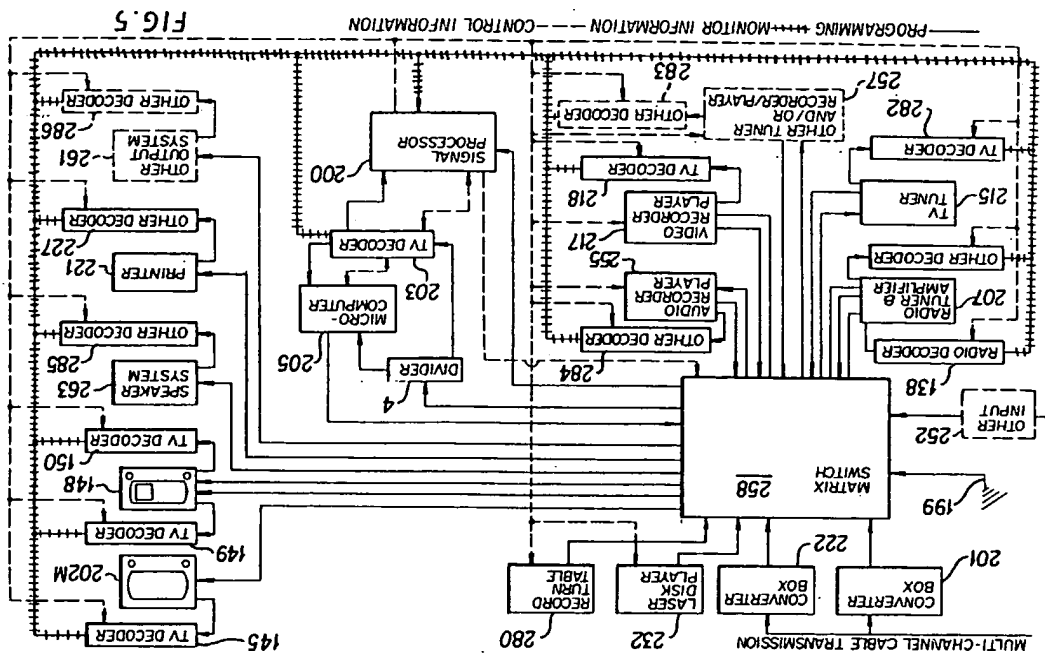 MULTI-CHANNEL CABLE TRANSMISSION
CONVERTER
BOX
201
CONVERTER
BOX
222
LASER
DISK
PLAYER
232
RECORD
TURN
TABLE
280
TV DECODER
145
202M
TV DECODER
149
148
TV DECODER
150
SPEAKER
SYSTEM
263
OTHER DECODER
285
PRINTER
221
OTHER DECODER
227
OTHER
OUTPUT
SYSTEM
261
OTHER DECODER
286
199
OTHER
INPUT
252
MATRIX
SWITCH
258
RADIO DECODER
138
RADIO
TUNER &
AMPLIFIER
207
OTHER DECODER
TV
TUNER
215
TV DECODER
282
OTHER TUNER
AND/OR
RECORDER/PLAYER
257
OTHER DECODER
283
OTHER DECODER
284
AUDIO
RECORDER
PLAYER
255
VIDEO
RECORDER
PLAYER
217
TV DECODER
218
DIVIDER
4
MICRO-
COMPUTER
205
TV DECODER
203
SIGNAL
PROCESSOR
200
PROGRAMMING
MONITOR INFORMATION
CONTROL INFORMATION
FIG.5